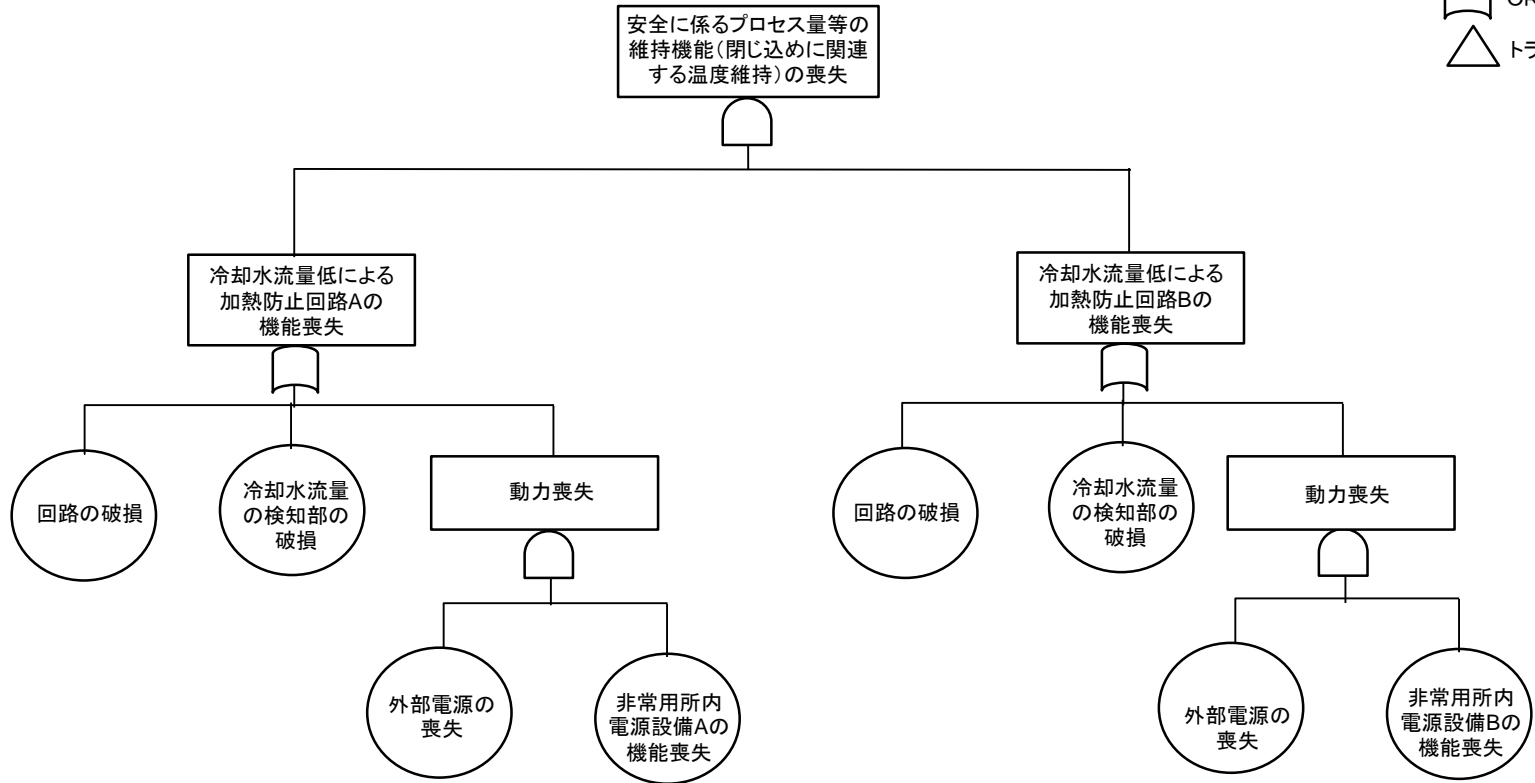 OR
トラ
安全に係るプロセス量等の
維持機能(閉じ込めに関連
する温度維持)の喪失
冷却水流量低による
加熱防止回路Aの
機能喪失
冷却水流量低による
加熱防止回路Bの
機能喪失
回路の破損
冷却水流量
の検知部の
破損
動力喪失
回路の破損
冷却水流量
の検知部の
破損
動力喪失
外部電源の
喪失
非常用所内
電源設備Aの
機能喪失
外部電源の
喪失
非常用所内
電源設備Bの
機能喪失